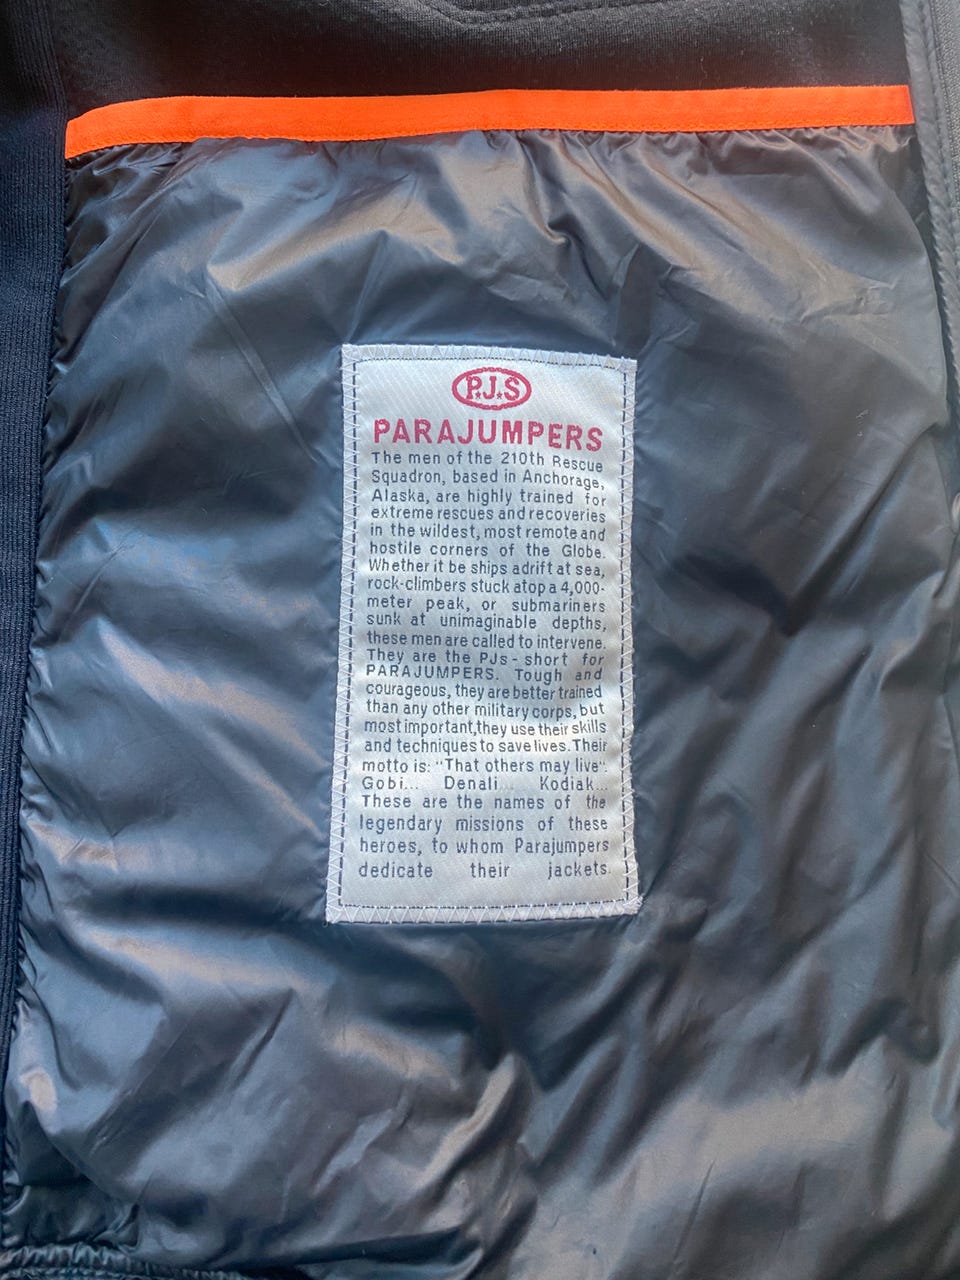 P.J.S
PARAJUMPERS
The men of the 210th Rescue
Squadron, based in Anchorage,
Alaska, are highly trained for
extreme rescues and recoveries
in the wildest, most remote and
hostile corners of the Globe.
Whether it be ships adrift at sea,
rock-climbers stuck atop a 4,000-
meter peak, or submariners
sunk at unimaginable depths,
these men are called to intervene.
They are the PJs - short for
PARAJUMPERS. Tough and
courageous, they are better trained
than any other military corps, but
most important,they use their skills
and techniques to save lives. Their
motto is: "That others may live".
Gobi... Denali... Kodiak...
These are the names of the
legendary missions of these
heroes, to whom Parajumpers
dedicate their jackets.